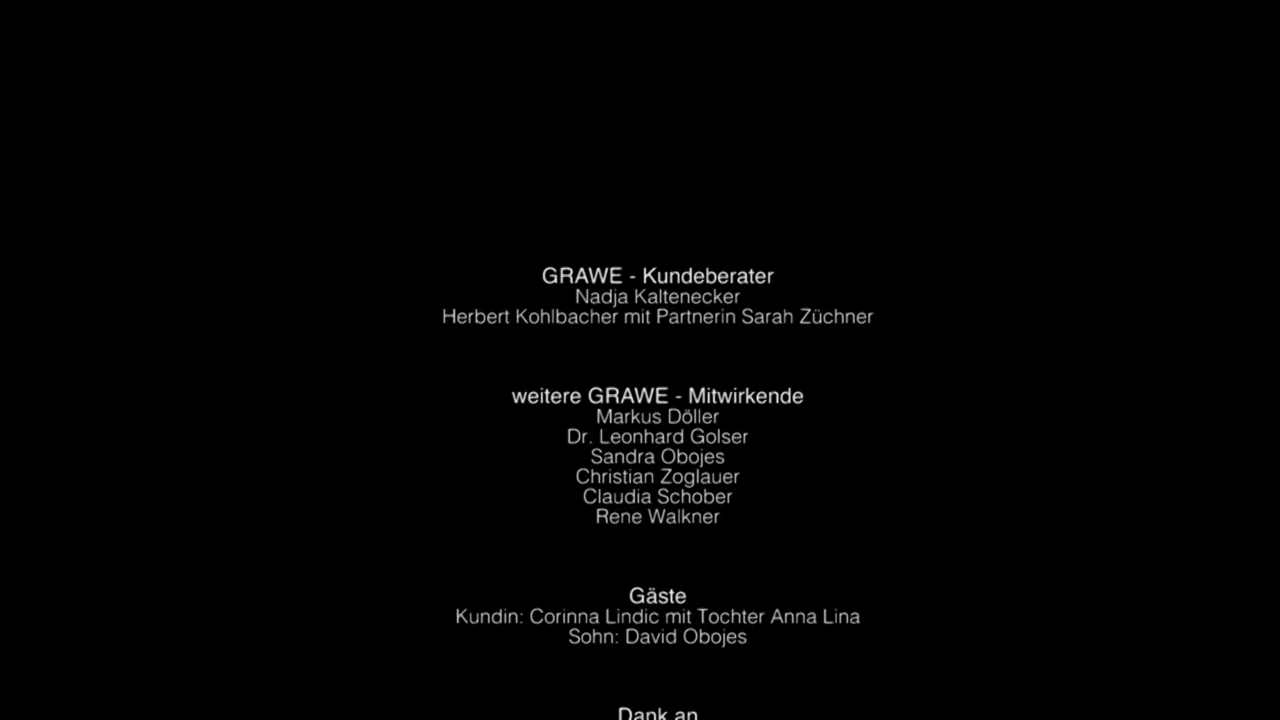 GRAWE - Kundeberater
Nadja Kaltenecker
Herbert Kohlbacher mit Partnerin Sarah Züchner
weitere GRAWE - Mitwirkende
Markus Döller
Dr. Leonhard Golser
Sandra Obojes
Christian Zoglauer
Claudia Schober
Rene Walkner
Gäste
Kundin: Corinna Lindic mit Tochter Anna Lina
Sohn: David Obojes
Dank an